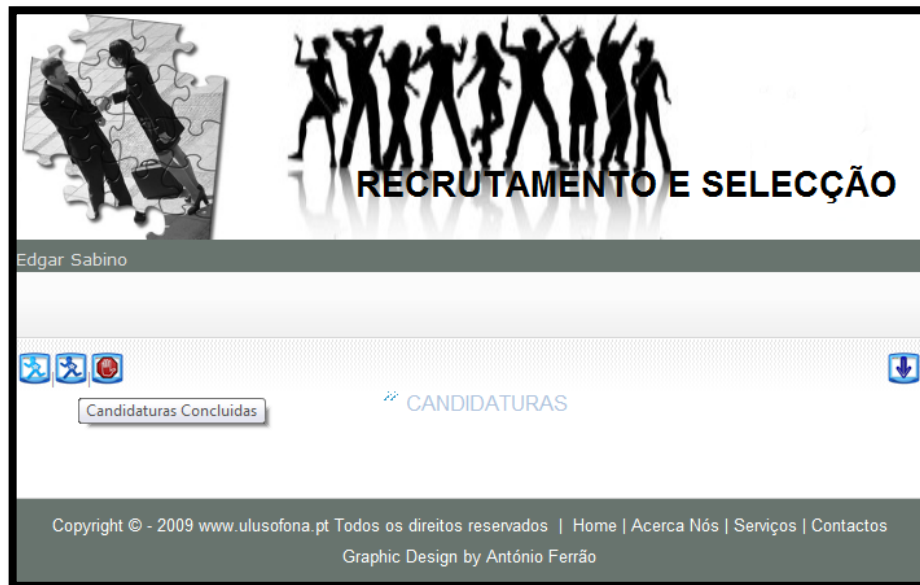 RECRUTAMENTO E SELECÇÃO
Edgar Sabino
Candidaturas Concluidas
CANDIDATURAS
Copyright © - 2009 www.ulusofona.pt Todos os direitos reservados | Home | Acerca Nós | Serviços | Contactos
Graphic Design by António Ferrão